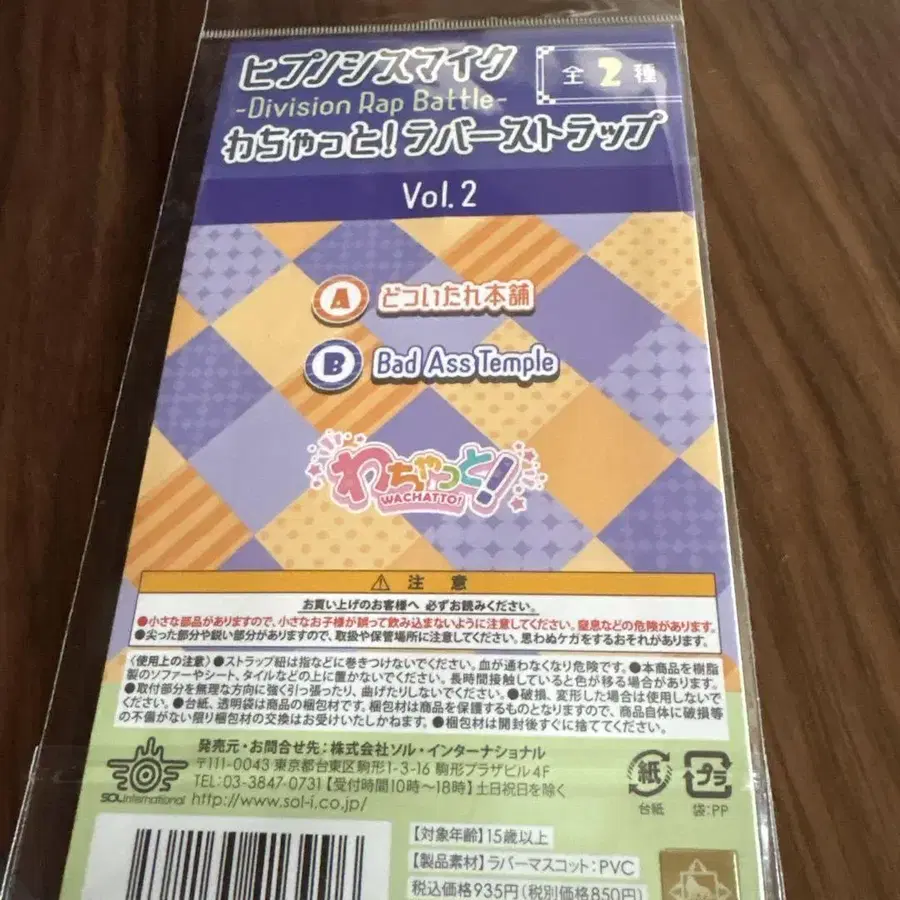 ヒプノシスマイク
-Division Rap Battle-
わちゃっと!ラバーストラップ
全2種
Vol.2
A どついたれ本舗
B Bad Ass Temple
わちゃっと!
WACHATTO!
⚠ 注意
お買い上げのお客様へ 必ずお読みください。
●小さな部品がありますので、小さなお子様が誤って飲み込まないように注意してください。窒息などの危険があります。
●尖った部分や鋭い部分がありますので、取扱や保管場所に注意してください。思わぬケガをするおそれがあります。
〈使用上の注意〉●ストラップ紐は指などに巻きつけないでください。血が通わなくなり危険です。●本商品を樹脂
製のソファーやシート、タイルなどの上に置かないでください。長時間接触していると色が移る場合があります。
●取付部分を無理な方向に強く引っ張ったり、曲げたりしないでください。●破損、変形した場合は使用しないで
ください。●台紙、透明袋は商品の梱包材です。梱包材は商品を保護するものとなりますので、商品自体に破損等
の不備がない限り梱包材の交換はお受けいたしかねます。●梱包材は開封後すぐに捨ててください。
発売元・お問合せ先:株式会社ソル・インターナショナル
〒111-0043 東京都台東区駒形1-3-16 駒形プラザビル4F
TEL:03-3847-0731【受付時間10時〜18時】土日祝日を除く
SOLinternational http://www.sol-i.co.jp/
紙
台紙
プラ
袋:PP
【対象年齢】15歳以上
【製品素材】ラバーマスコット:PVC
税込価格935円(税別価格850円)